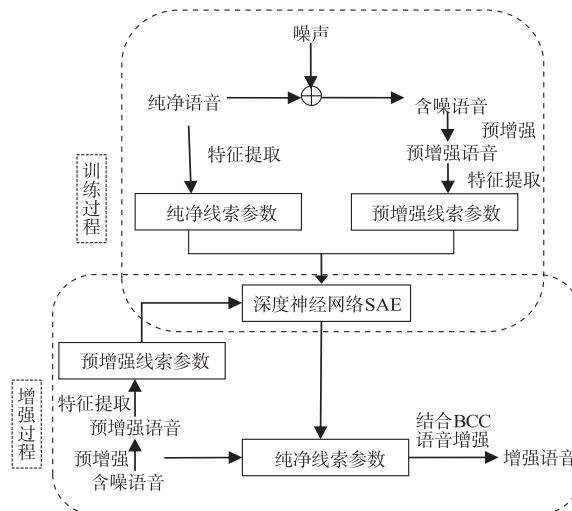 噪声
纯净语音
含噪语音
预增强
预增强语音
特征提取
特征提取
训练过程
纯净线索参数
预增强线索参数
深度神经网络SAE
预增强线索参数
特征提取
预增强语音
预增强
含噪语音
增强过程
纯净线索参数
结合BCC
语音增强
增强语音